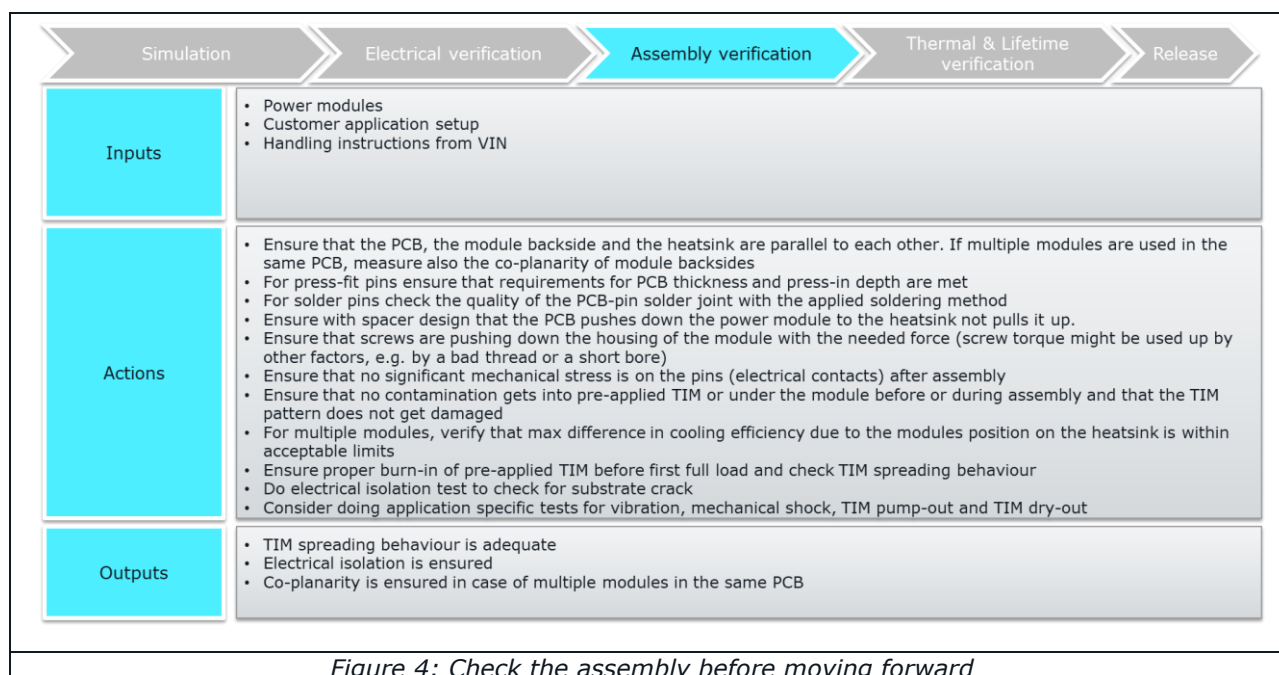 Simulation
Electrical verification
Assembly verification
Thermal & Lifetime
verification
Release
Inputs
• Power modules
• Customer application setup
• Handling instructions from VIN
Actions
• Ensure that the PCB, the module backside and the heatsink are parallel to each other. If multiple modules are used in the
same PCB, measure also the co-planarity of module backsides
• For press-fit pins ensure that requirements for PCB thickness and press-in depth are met
• For solder pins check the quality of the PCB-pin solder joint with the applied soldering method
• Ensure with spacer design that the PCB pushes down the power module to the heatsink not pulls it up.
• Ensure that screws are pushing down the housing of the module with the needed force (screw torque might be used up by
other factors, e.g. by a bad thread or a short bore)
• Ensure that no significant mechanical stress is on the pins (electrical contacts) after assembly
• Ensure that no contamination gets into pre-applied TIM or under the module before or during assembly and that the TIM
pattern does not get damaged
• For multiple modules, verify that max difference in cooling efficiency due to the modules position on the heatsink is within
acceptable limits
• Ensure proper burn-in of pre-applied TIM before first full load and check TIM spreading behaviour
• Do electrical isolation test to check for substrate crack
• Consider doing application specific tests for vibration, mechanical shock, TIM pump-out and TIM dry-out
Outputs
• TIM spreading behaviour is adequate
• Electrical isolation is ensured
• Co-planarity is ensured in case of multiple modules in the same PCB
Figure 4: Check the assembly before moving forward